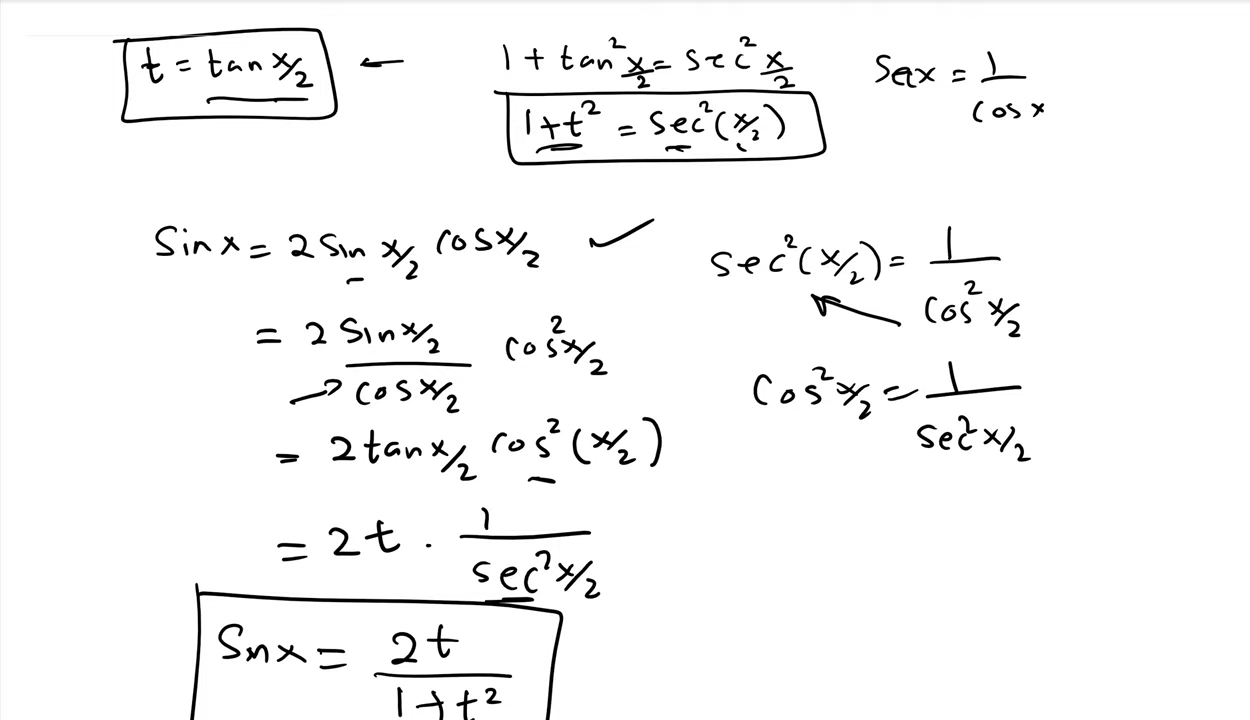 t = tan x/2 ← 1 + tan² x/2 = sec² x/2 Secx = 1/cos x
1+t² = sec²(x/2)
Sin x = 2 Sin x/2 cos x/2 ✓ sec²(x/2) = 1/cos² x/2
= 2 Sin x/2 / cos x/2 cos² x/2
cos² x/2 = 1/sec² x/2
= 2 tan x/2 cos²(x/2)
= 2t · 1/sec² x/2
Sinx = 2t/1+t²